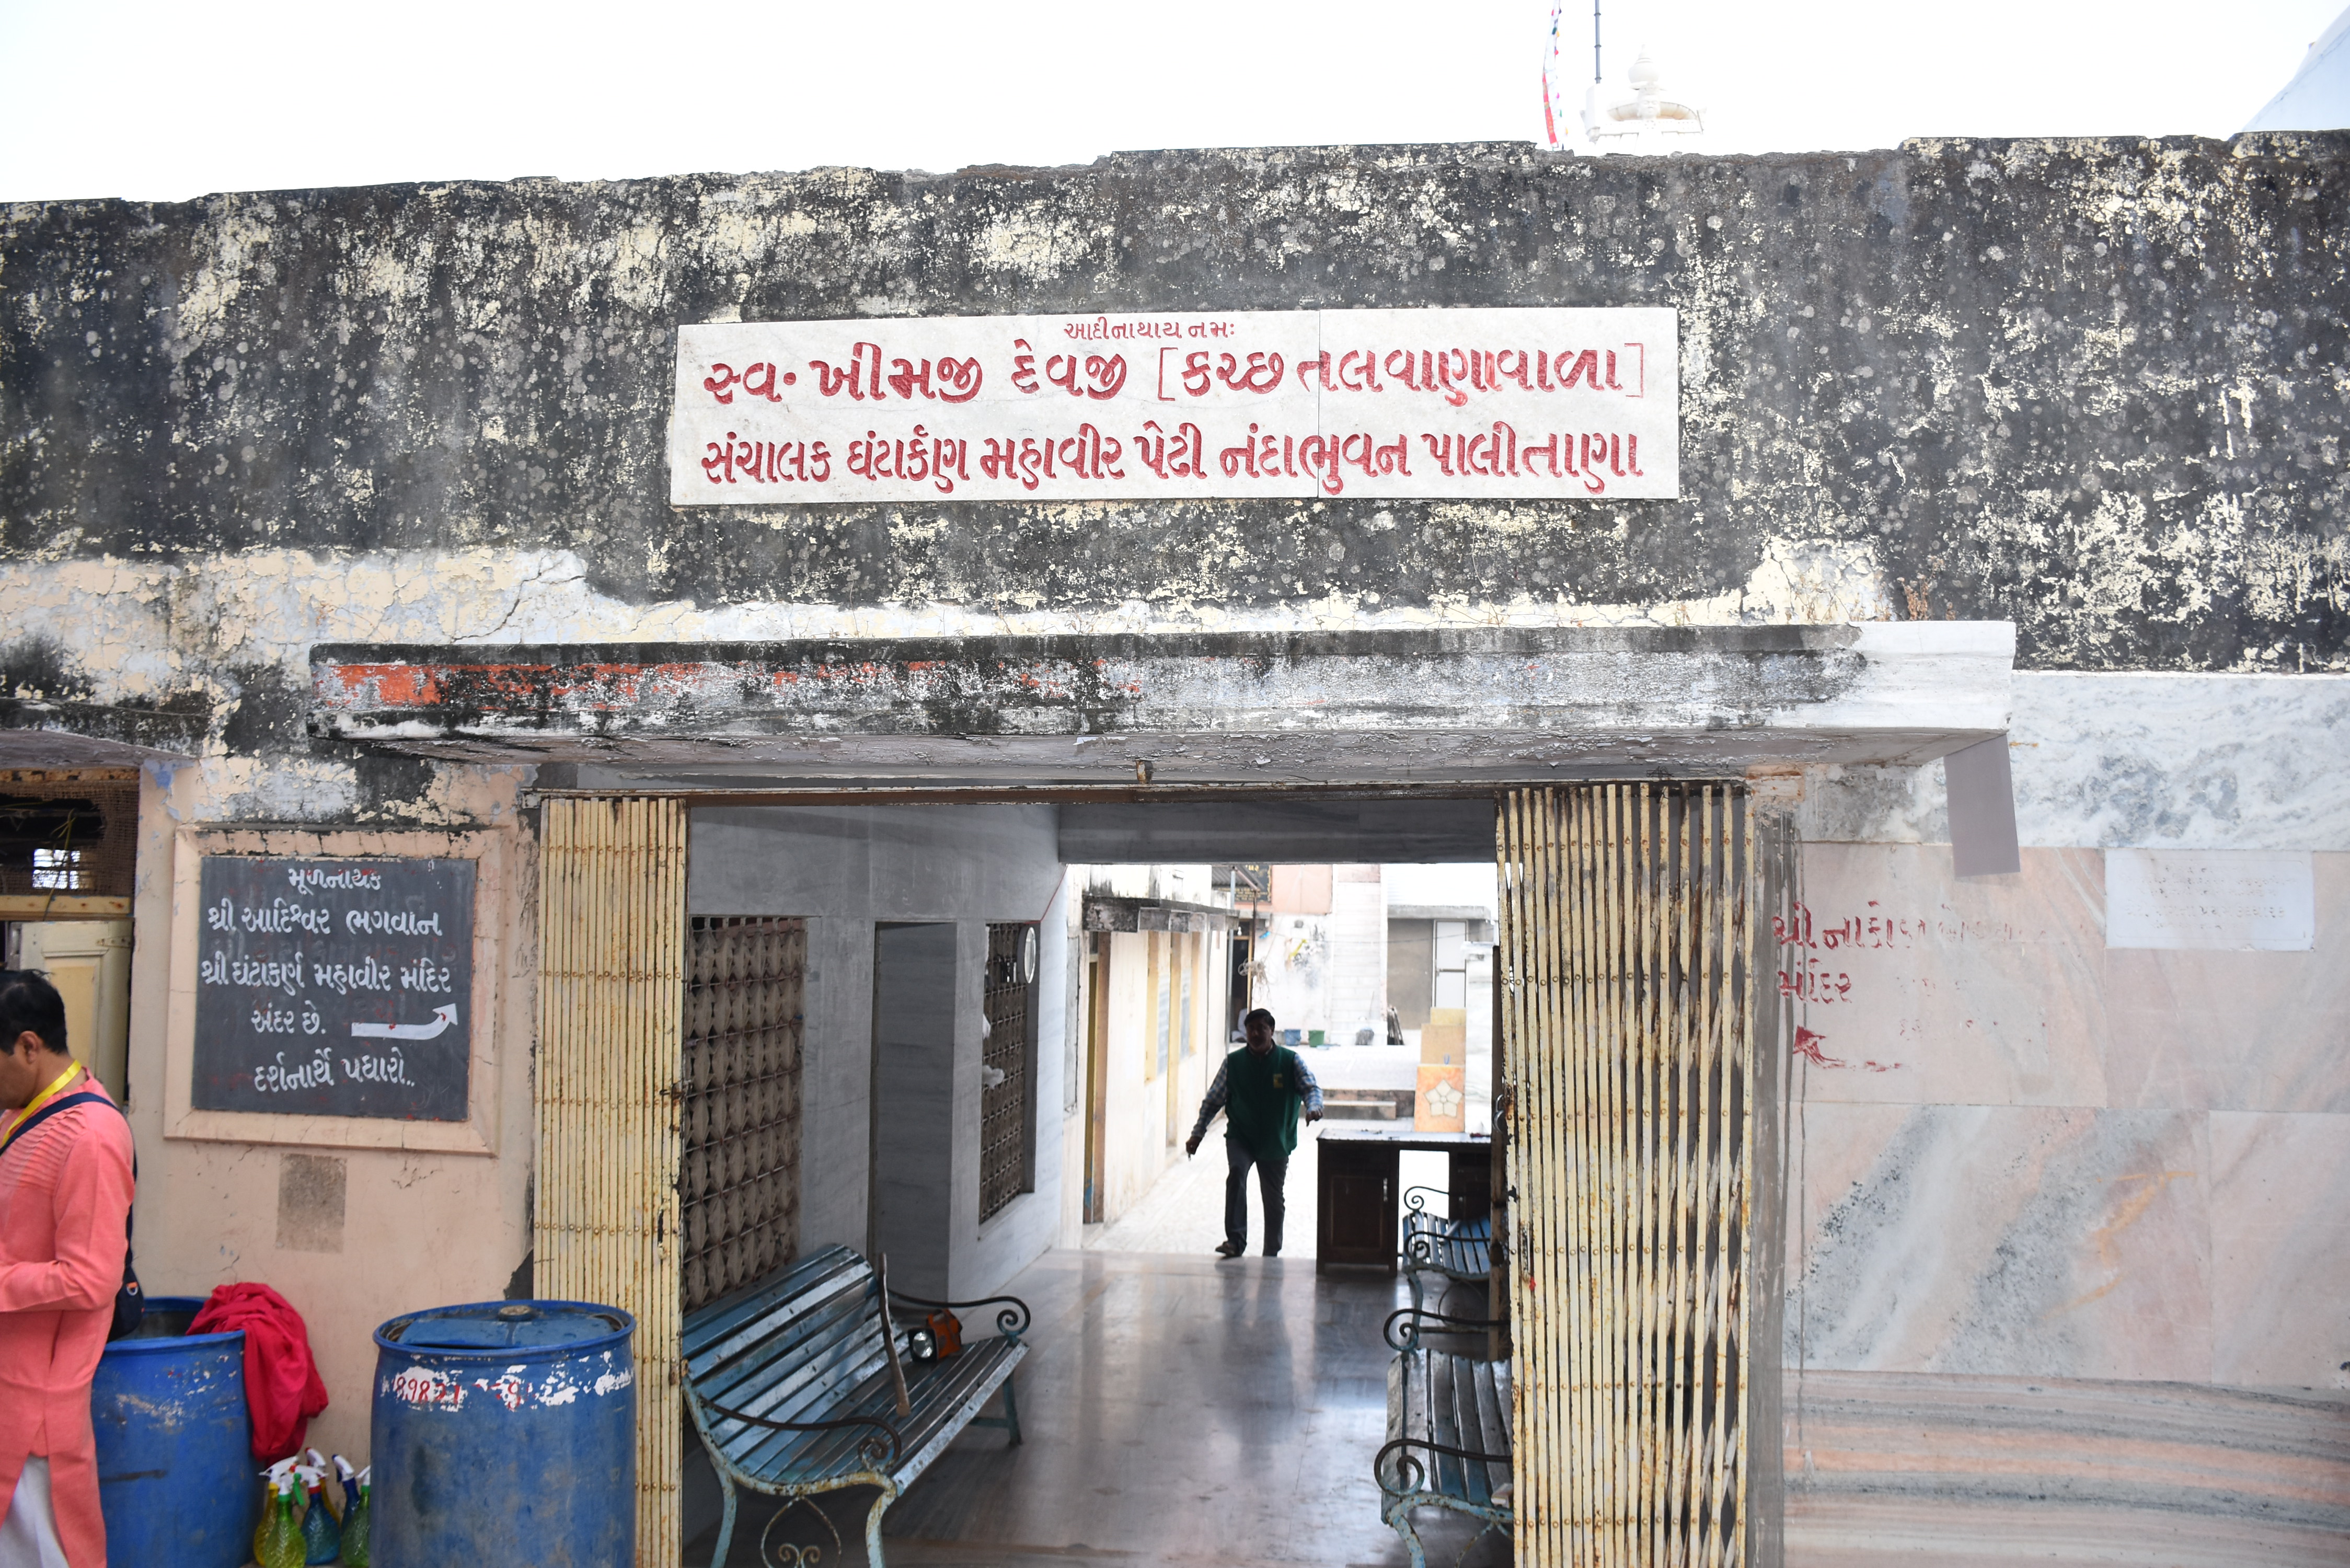 આદીનાથાય નમઃ
સ્વ. ખીમજી દેવજી [કચ્છ તલવાણાવાળા]
સંચાલક ઘંટાર્કણ મહાવીર પેઢી નંદાભુવન પાલીતાણા
મૂળનાયક
શ્રી આદિશ્વર ભગવાન
શ્રી ઘંટાકર્ણ મહાવીર મંદિર
અંદર છે.
દર્શનાર્થે પધારો..
શ્રી
મંદિર